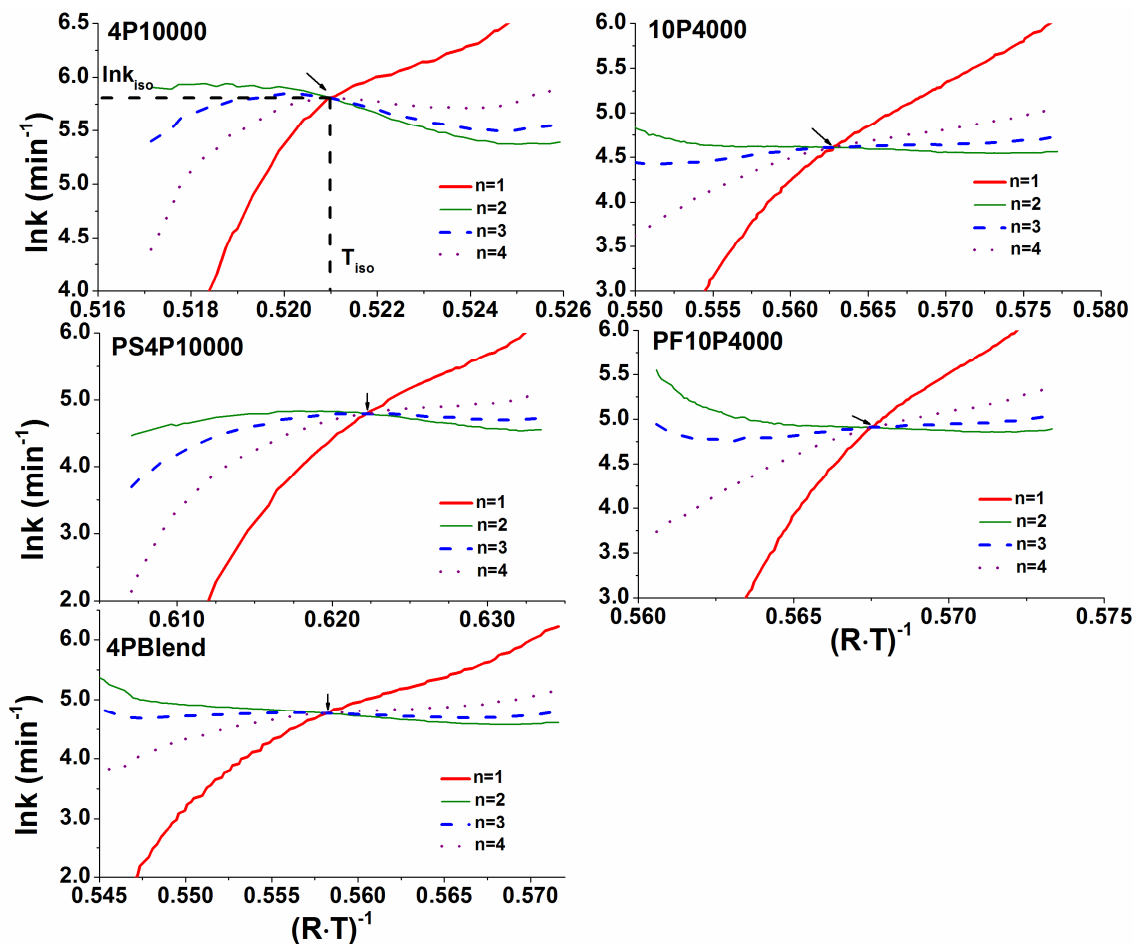 4P10000
lnk (min⁻¹)
6.5
6.0
5.5
5.0
4.5
4.0
lnkiso
Tiso
n=1
n=2
n=3
n=4
0.516 0.518 0.520 0.522 0.524 0.526
10P4000
6.0
5.5
5.0
4.5
4.0
3.5
3.0
n=1
n=2
n=3
n=4
0.550 0.555 0.560 0.565 0.570 0.575 0.580
PS4P10000
lnk (min⁻¹)
6.0
5.0
4.0
3.0
2.0
n=1
n=2
n=3
n=4
0.610 0.620 0.630
PF10P4000
6.0
5.5
5.0
4.5
4.0
3.5
3.0
n=1
n=2
n=3
n=4
0.560 0.565 0.570 0.575
(R·T)⁻¹
4PBlend
lnk (min⁻¹)
6.0
5.0
4.0
3.0
2.0
n=1
n=2
n=3
n=4
0.545 0.550 0.555 0.560 0.565 0.570
(R·T)⁻¹